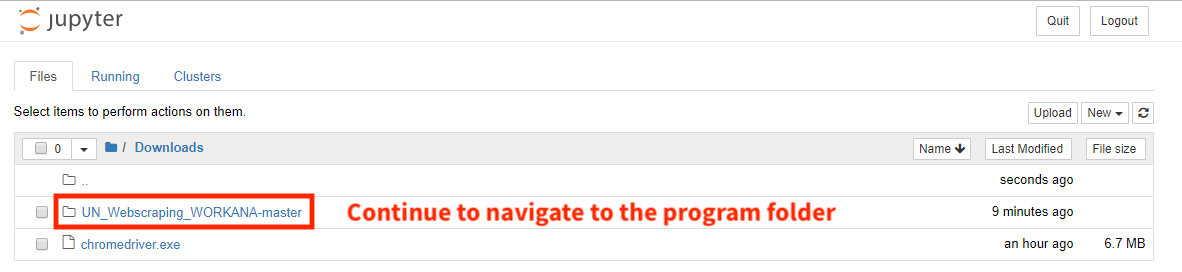 jupyter
Quit Logout
Files Running Clusters
Select items to perform actions on them.
Upload New
0 / Downloads Name Last Modified File size
.. seconds ago
UN_Webscraping_WORKANA-master Continue to navigate to the program folder 9 minutes ago
chromedriver.exe an hour ago 6.7 MB